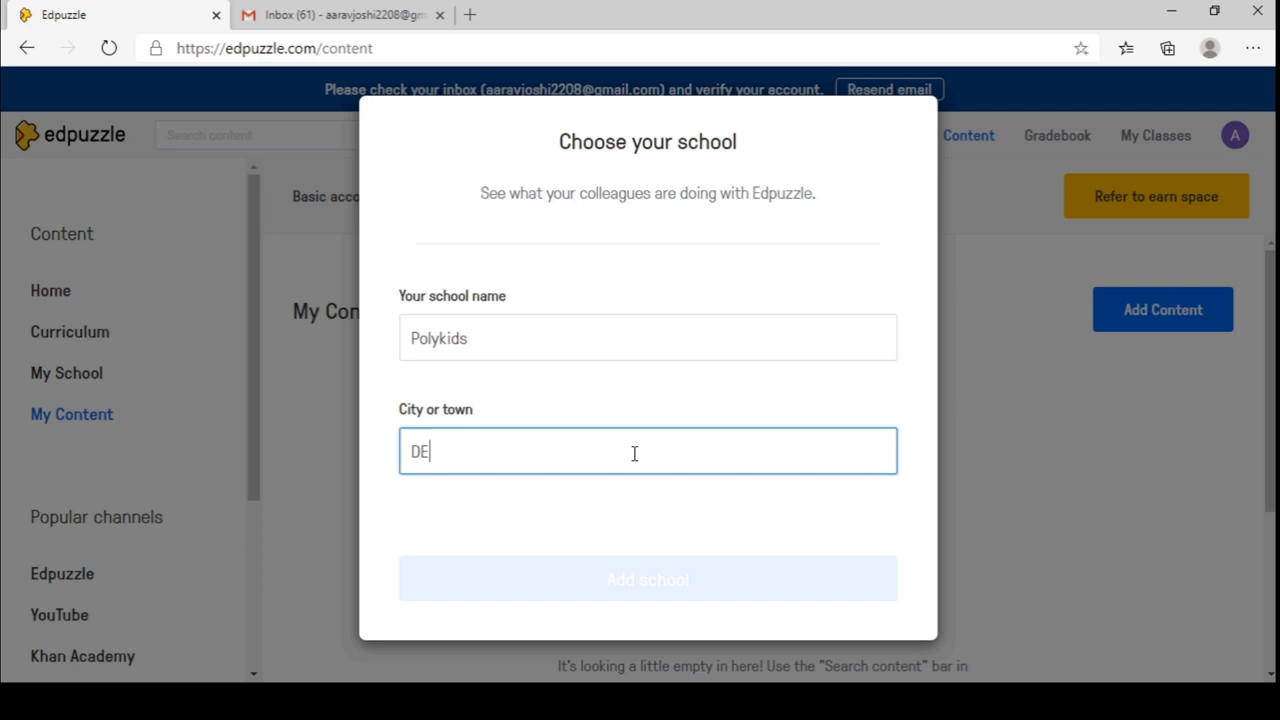 Edpuzzle
Inbox (61) - aaravjoshi2208@gm
https://edpuzzle.com/content
Please check your inbox (aaravjoshi2208@gmail.com) and verify your account.
Resend email
edpuzzle
Search content
Content
Gradebook
My Classes
A
Choose your school
See what your colleagues are doing with Edpuzzle.
Basic acco
Refer to earn space
Content
Home
Curriculum
My School
My Content
My Con
Add Content
Your school name
Polykids
City or town
DE
Add school
Popular channels
Edpuzzle
YouTube
Khan Academy
It's looking a little empty in here! Use the "Search content" bar in